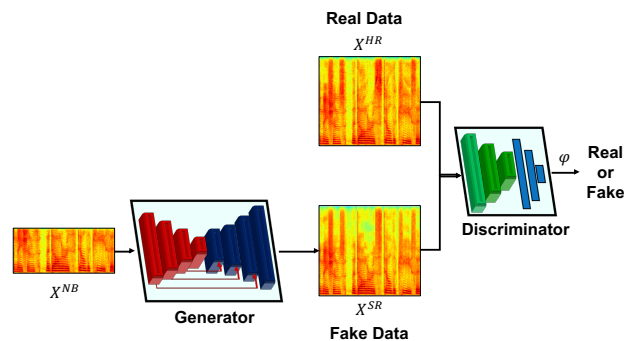 Real Data
X^{HR}
φ
Real
or
Fake
Discriminator
X^{NB}
Generator
X^{SR}
Fake Data